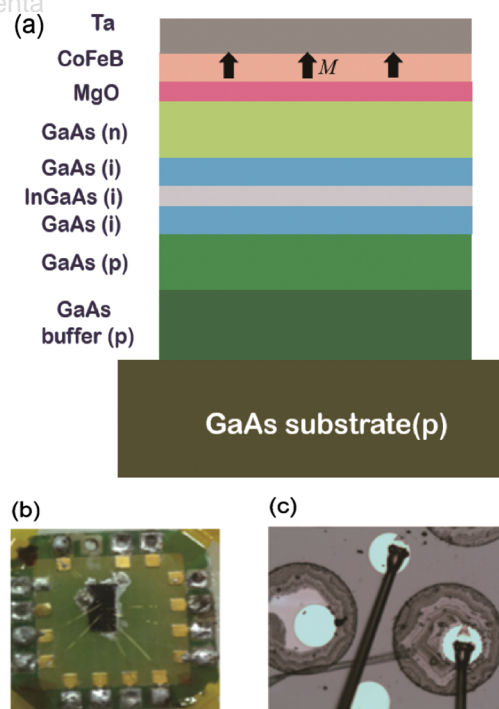 (a)
Ta
CoFeB
M
MgO
GaAs (n)
GaAs (i)
InGaAs (i)
GaAs (i)
GaAs (p)
GaAs
buffer (p)
GaAs substrate(p)
(b)
(c)